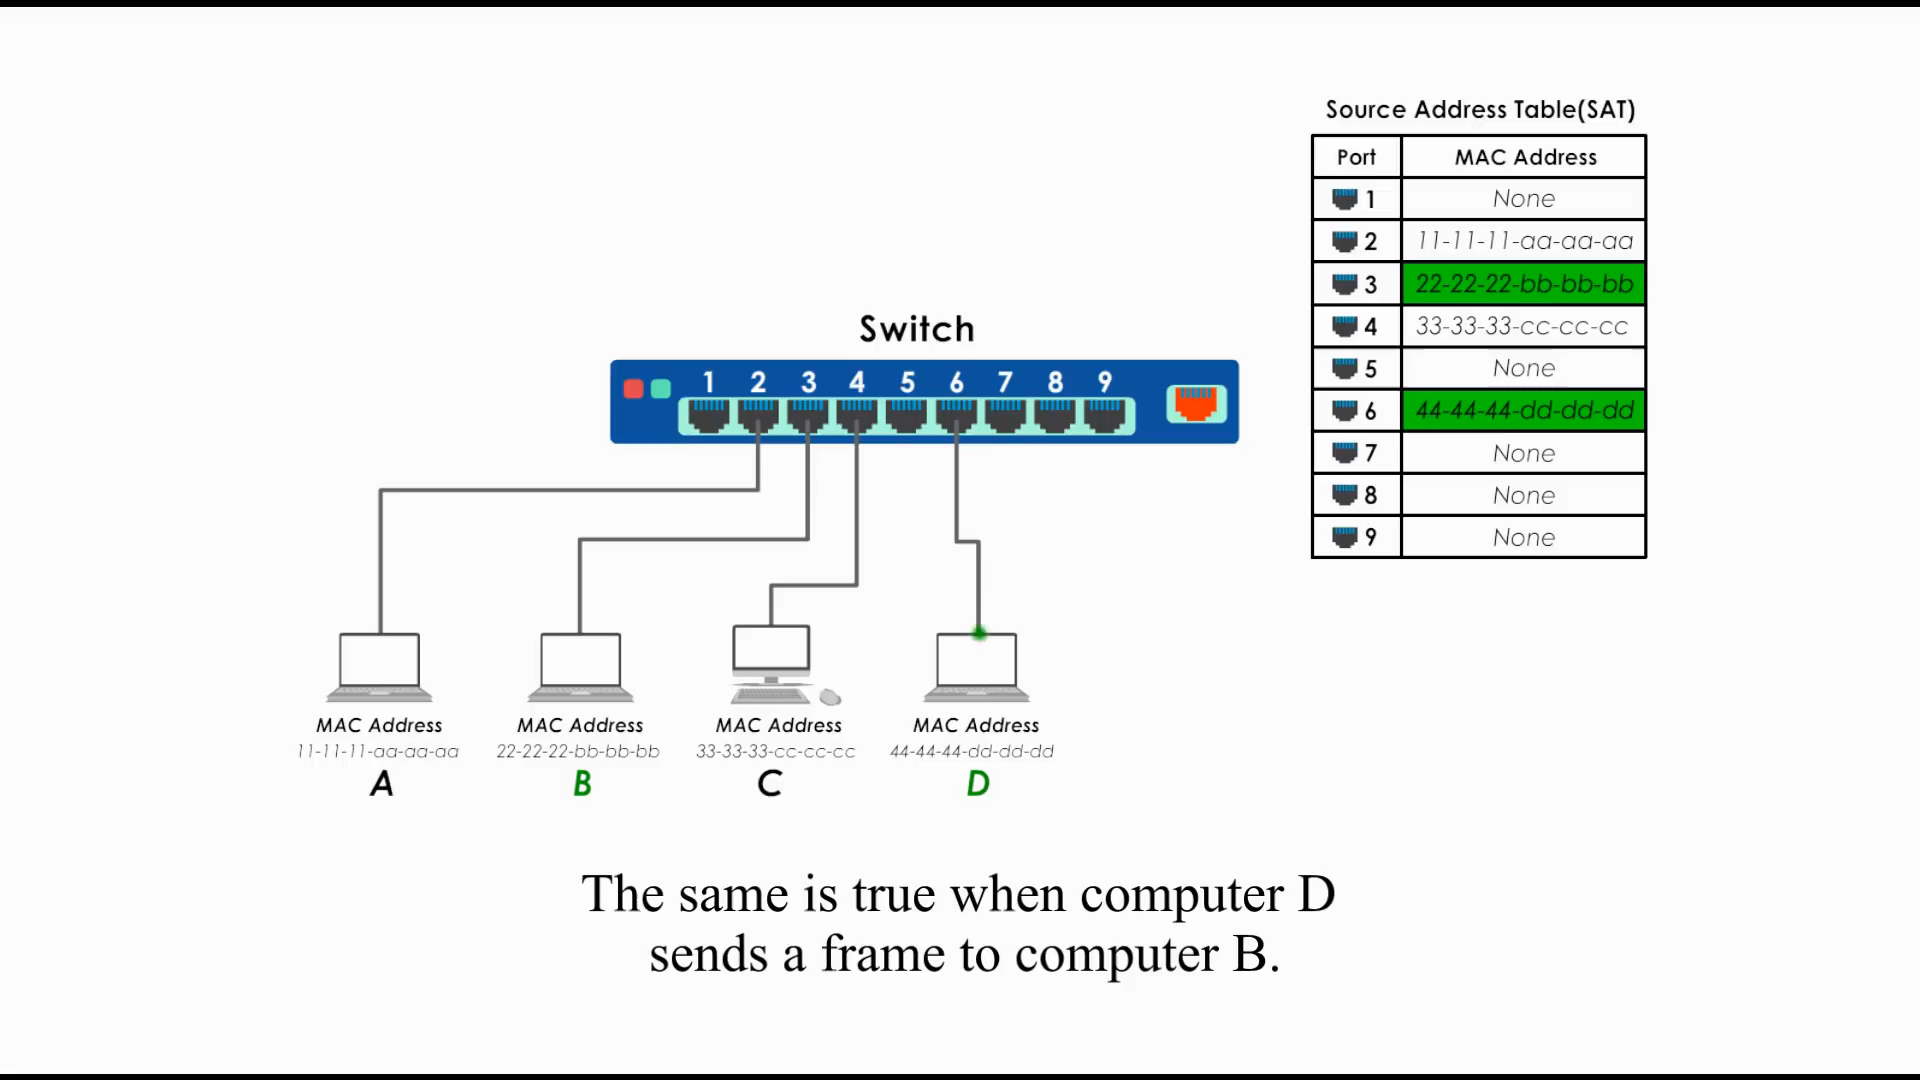 Source Address Table(SAT)
Port MAC Address
1 None
2 11-11-11-aa-aa-aa
3 22-22-22-bb-bb-bb
4 33-33-33-cc-cc-cc
5 None
6 44-44-44-dd-dd-dd
7 None
8 None
9 None
Switch
1 2 3 4 5 6 7 8 9
MAC Address MAC Address MAC Address MAC Address
11-11-11-aa-aa-aa 22-22-22-bb-bb-bb 33-33-33-cc-cc-cc 44-44-44-dd-dd-dd
A B C D
The same is true when computer D
sends a frame to computer B.